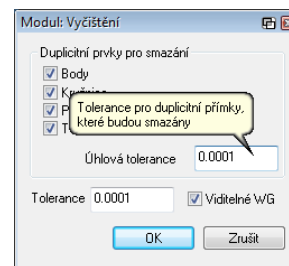 Modul: Vyčištění
Duplicitní prvky pro smazání
Body
Tolerance pro duplicitní přímky,
které budou smazány
Úhlová tolerance 0.0001
Tolerance 0.0001 Viditelné WG
OK Zrušit